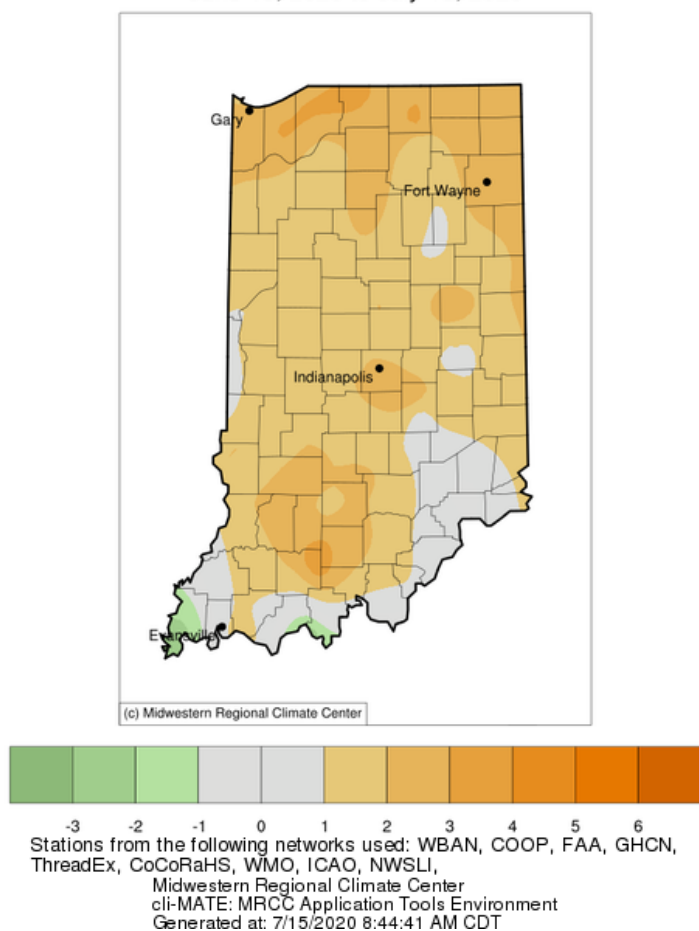 Gary
Fort Wayne
Indianapolis
Evansville
(c) Midwestern Regional Climate Center
-3 -2 -1 0 1 2 3 4 5 6
Stations from the following networks used: WBAN, COOP, FAA, GHCN,
ThreadEx, CoCoRaHS, WMO, ICAO, NWSLI,
Midwestern Regional Climate Center
cli-MATE: MRCC Application Tools Environment
Generated at: 7/15/2020 8:44:41 AM CDT